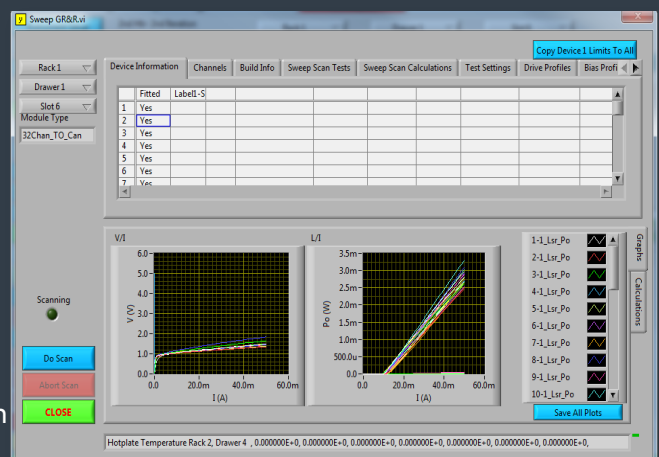 Sweep GR&R.vi
Copy Device 1 Limits To All
Rack 1
Drawer 1
Slot 6
Module Type
32Chan_TO_Can
Device Information Channels Build Info Sweep Scan Tests Sweep Scan Calculations Test Settings Drive Profiles Bias Profi
Fitted Label1-S
1 Yes
2 Yes
3 Yes
4 Yes
5 Yes
6 Yes
7 Yes
V/I
6.0
5.0
4.0
3.0
2.0
1.0
0.0
V (V)
0.0 20.0m 40.0m 60.0m
I (A)
L/I
3.5m
3.0m
2.5m
2.0m
1.5m
1.0m
500.0u
0.0
Po (W)
0.0 20.0m 40.0m 60.0m
I (A)
1-1_Lsr_Po
2-1_Lsr_Po
3-1_Lsr_Po
4-1_Lsr_Po
5-1_Lsr_Po
6-1_Lsr_Po
7-1_Lsr_Po
8-1_Lsr_Po
9-1_Lsr_Po
10-1_Lsr_Po
Graphs
Calculations
Save All Plots
Scanning
Do Scan
Abort Scan
CLOSE
Hotplate Temperature Rack 2, Drawer 4 , 0.000000E+0, 0.000000E+0, 0.000000E+0, 0.000000E+0, 0.000000E+0, 0.000000E+0, 0.000000E+0, 0.000000E+0,